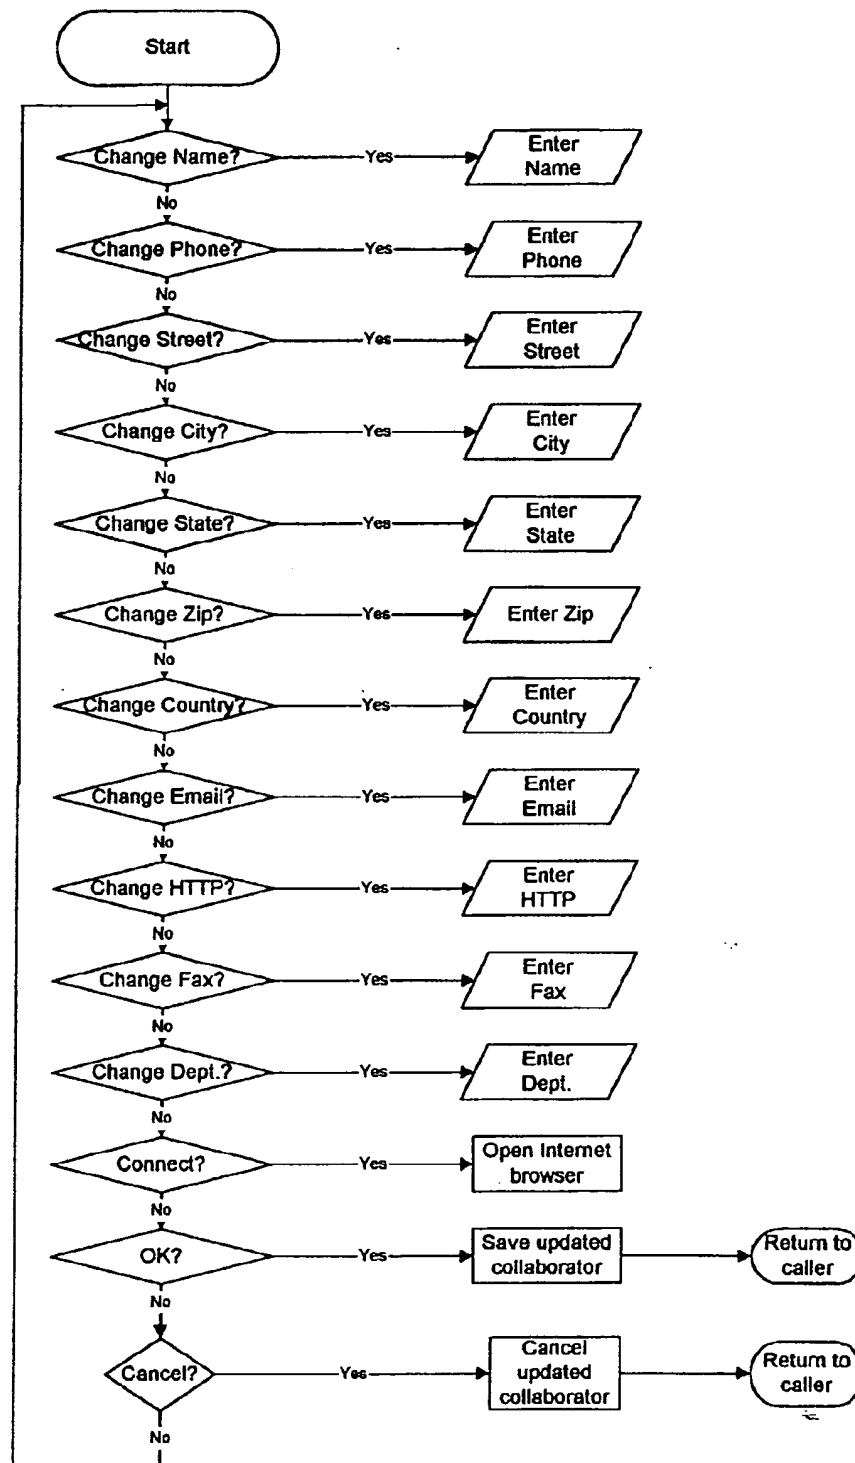 Start
Change Name?
Yes
Enter
Name
No
Change Phone?
Yes
Enter
Phone
No
Change Street?
Yes
Enter
Street
No
Change City?
Yes
Enter
City
No
Change State?
Yes
Enter
State
No
Change Zip?
Yes
Enter Zip
No
Change Country?
Yes
Enter
Country
No
Change Email?
Yes
Enter
Email
No
Change HTTP?
Yes
Enter
HTTP
No
Change Fax?
Yes
Enter
Fax
No
Change Dept.?
Yes
Enter
Dept.
No
Connect?
Yes
Open Internet
browser
No
OK?
Yes
Save updated
collaborator
Return to
caller
No
Cancel?
Yes
Cancel
updated
collaborator
Return to
caller
No